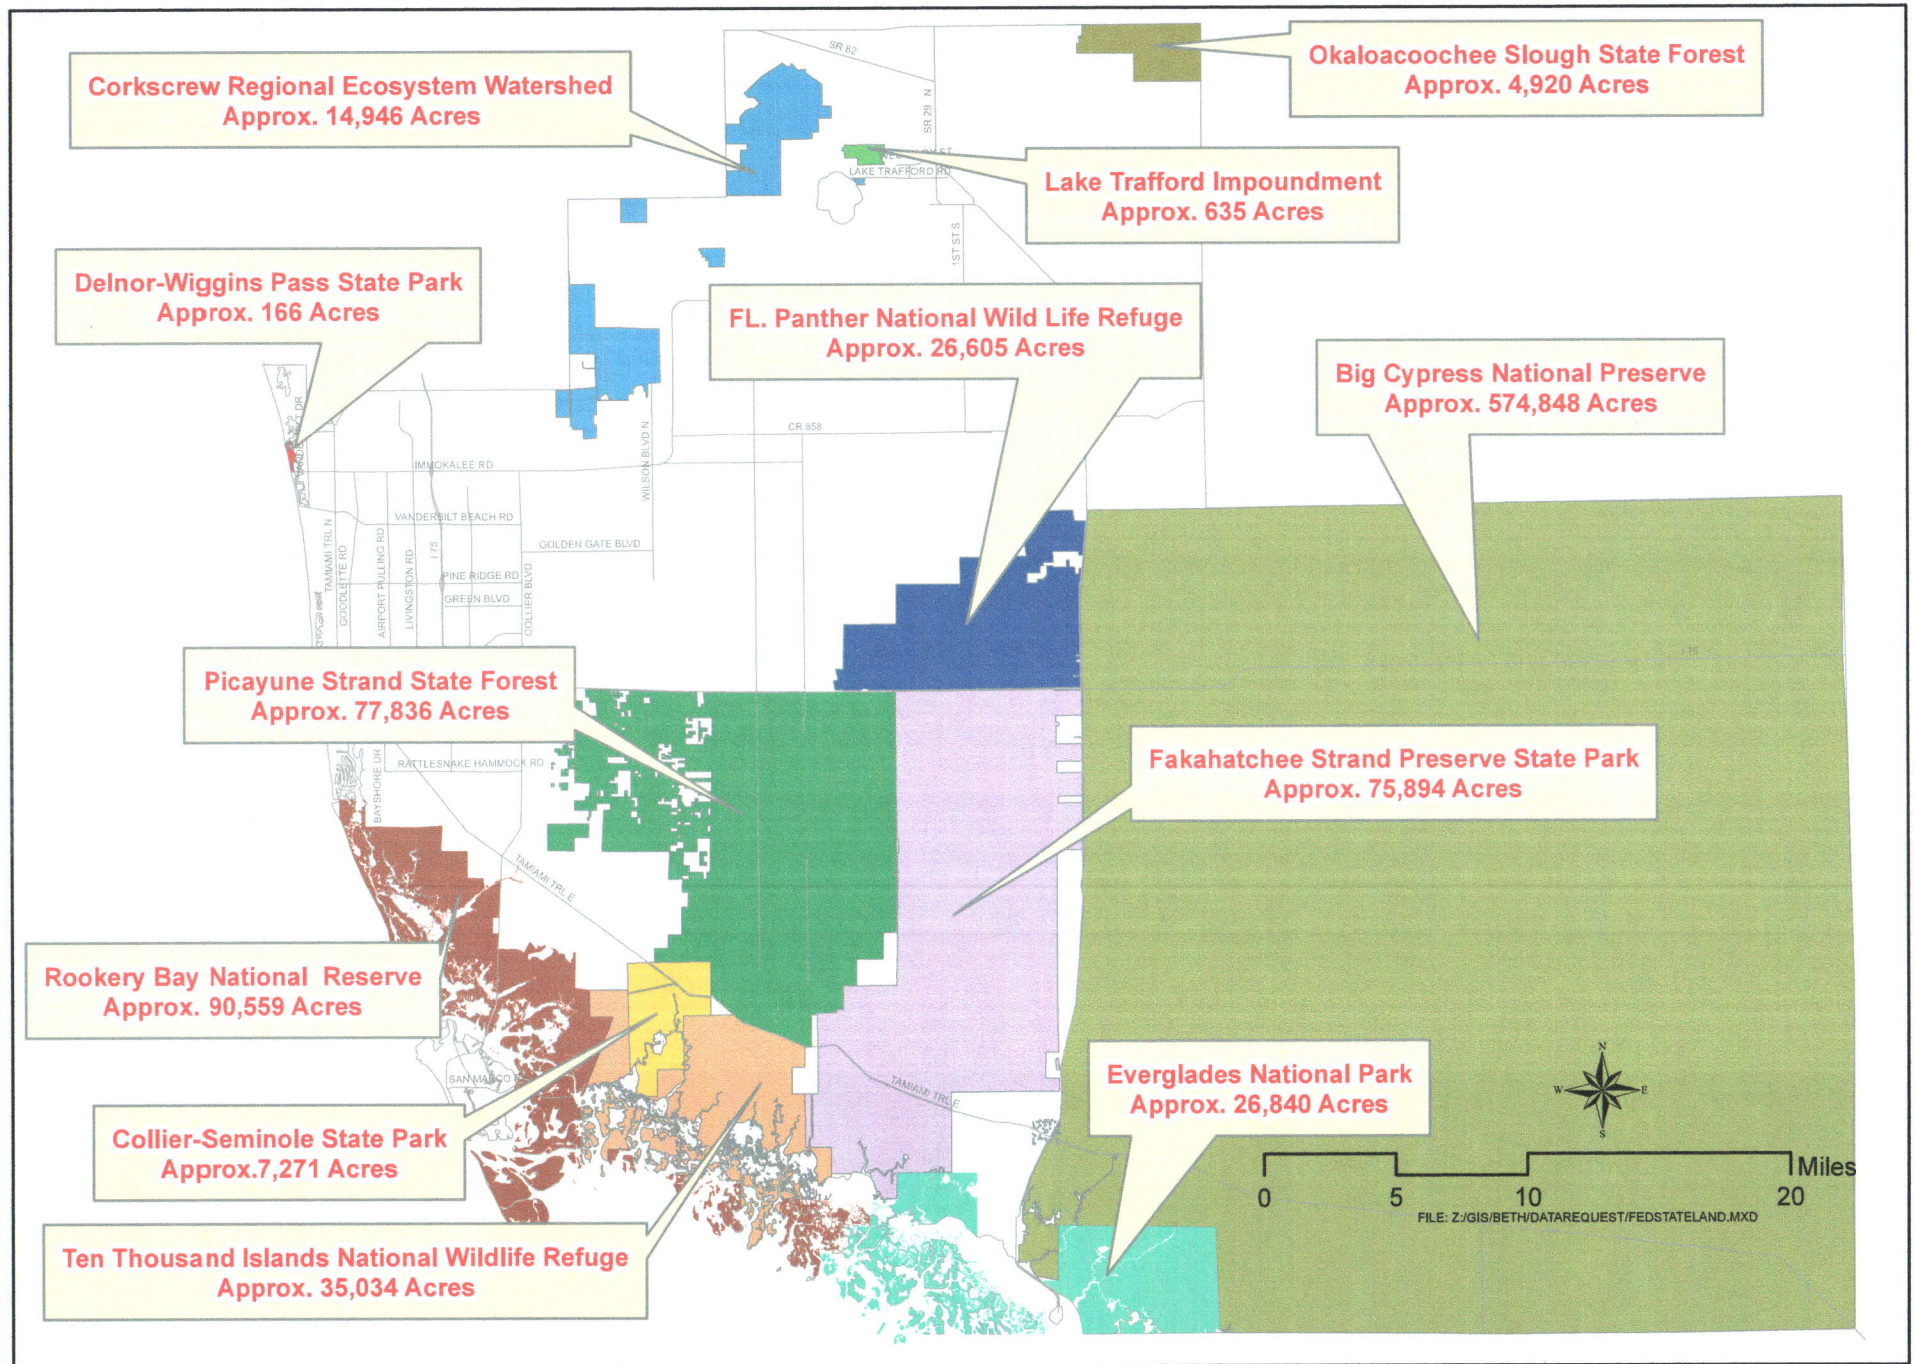 SR 82
Okaloacoochee Slough State Forest
Approx. 4,920 Acres
Corkscrew Regional Ecosystem Watershed
Approx. 14,946 Acres
SR 29 N
LAKE TRAFFORD RD
Lake Trafford Impoundment
Approx. 635 Acres
1ST ST S
Delnor-Wiggins Pass State Park
Approx. 166 Acres
FL. Panther National Wild Life Refuge
Approx. 26,605 Acres
Big Cypress National Preserve
Approx. 574,848 Acres
CR 858
IMMOKALEE RD
WILSON BLVD N
VANDERBILT BEACH RD
TAMIAMI TRL N
GOODLETTE RD
AIRPORT PULLING RD
LIVINGSTON RD
I 75
GOLDEN GATE BLVD
PINE RIDGE RD
GREEN BLVD
COLLIER BLVD
I 75
Picayune Strand State Forest
Approx. 77,836 Acres
Fakahatchee Strand Preserve State Park
Approx. 75,894 Acres
BAYSHORE DR
RATTLESNAKE HAMMOCK RD
TAMIAMI TRL E
Rookery Bay National Reserve
Approx. 90,559 Acres
SAN MARCO
TAMIAMI TRL E
Everglades National Park
Approx. 26,840 Acres
N
W E
S
Collier-Seminole State Park
Approx.7,271 Acres
Miles
0 5 10 20
FILE: Z:/GIS/BETH/DATAREQUEST/FEDSTATELAND.MXD
Ten Thousand Islands National Wildlife Refuge
Approx. 35,034 Acres